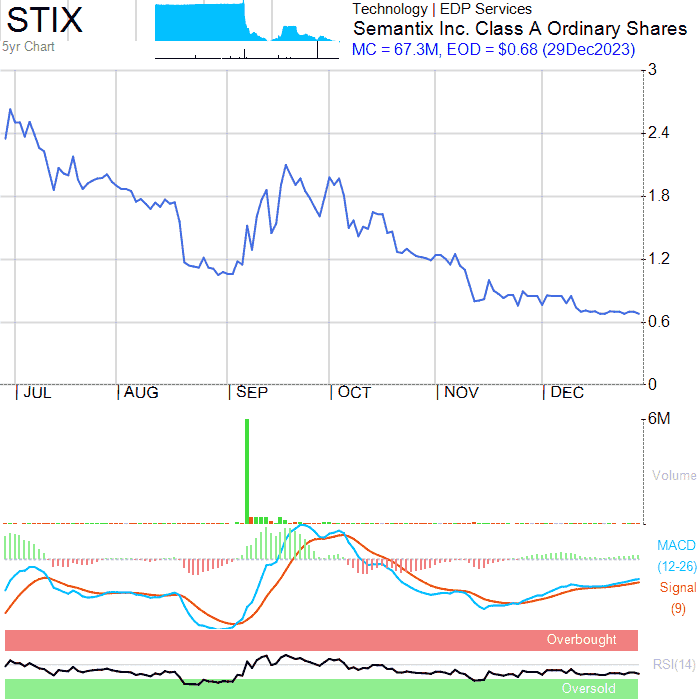 STIX
5yr Chart
Technology | EDP Services
Semantix Inc. Class A Ordinary Shares
MC = 67.3M, EOD = $0.68 (29Dec2023)
3
2.4
1.8
1.2
0.6
0
| JUL | AUG | SEP | OCT | NOV | DEC
6M
Volume
MACD
(12-26)
Signal
(9)
Overbought
RSI(14)
Oversold